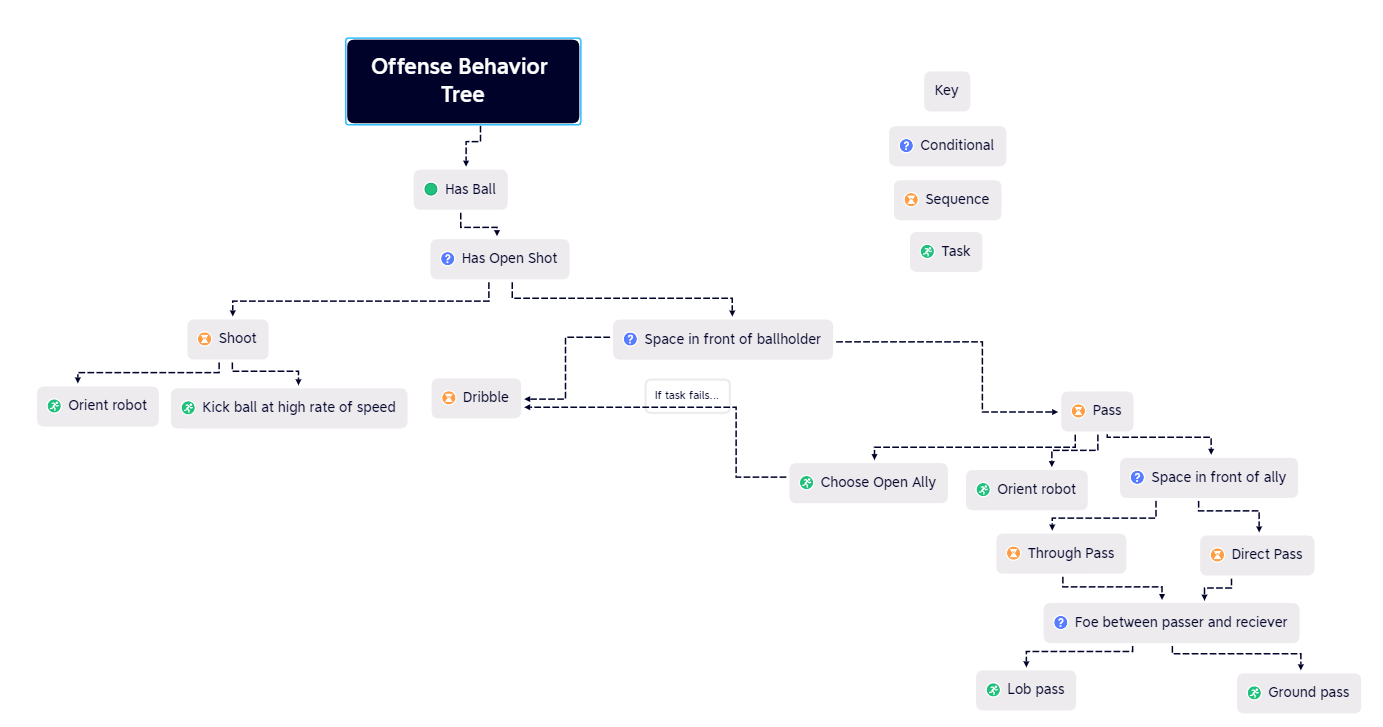 Offense Behavior
Tree
Key
Conditional
Has Ball
Sequence
Task
Has Open Shot
Shoot
Space in front of ballholder
Orient robot
Kick ball at high rate of speed
Dribble
If task fails...
Pass
Choose Open Ally
Orient robot
Space in front of ally
Through Pass
Direct Pass
Foe between passer and reciever
Lob pass
Ground pass